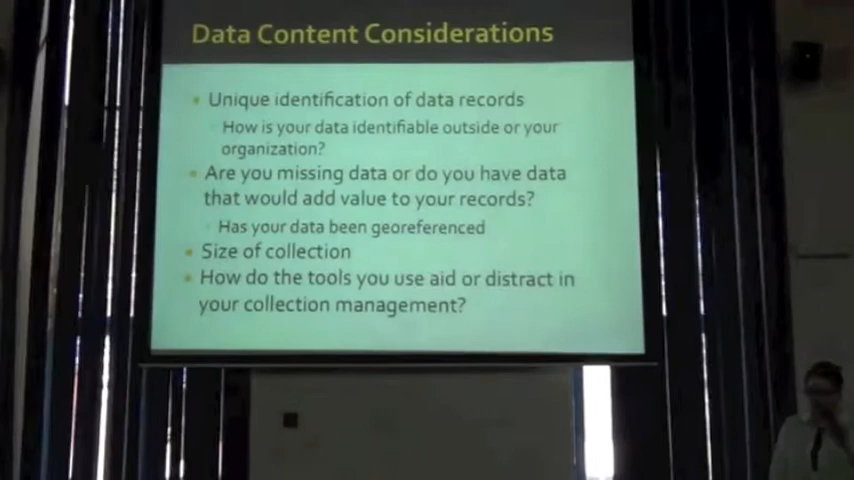 Data Content Considerations
Unique identification of data records
How is your data identifiable outside or your
organization?
Are you missing data or do you have data
that would add value to your records?
Has your data been georeferenced
Size of collection
How do the tools you use aid or distract in
your collection management?